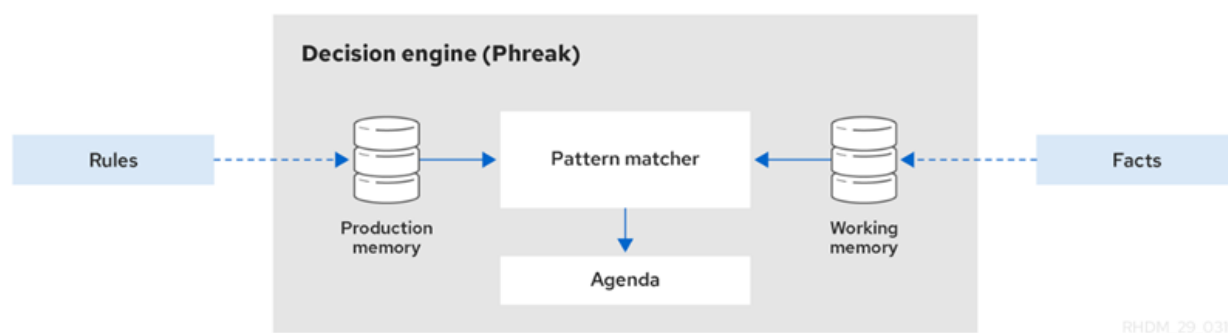 Decision engine (Phreak)
Rules
Pattern matcher
Facts
Production
memory
Working
memory
Agenda